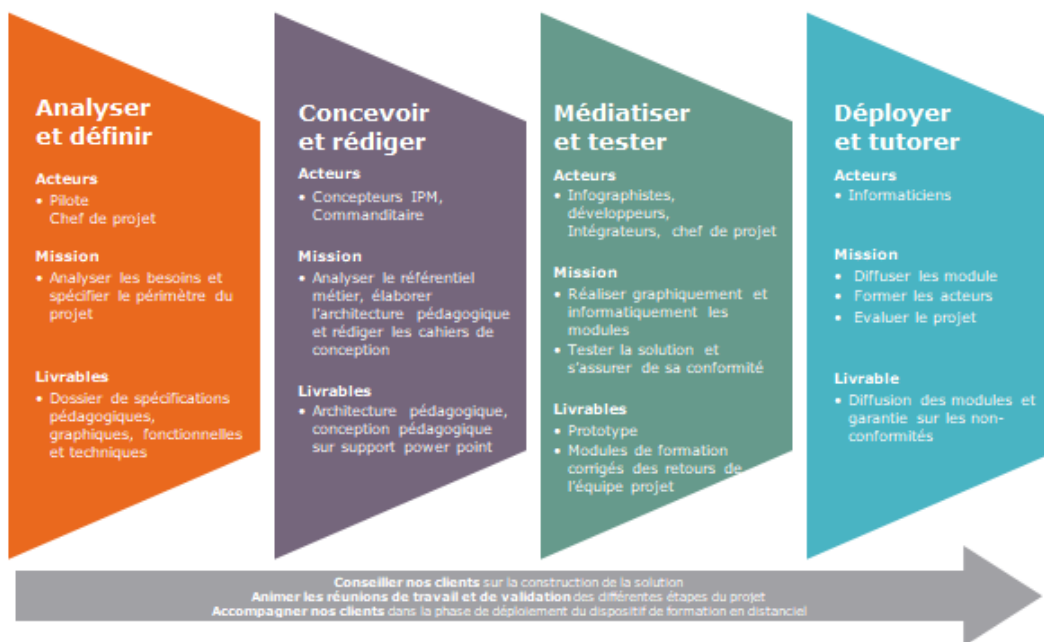 Analyser
et définir
Acteurs
• Pilote
Chef de projet
Mission
• Analyser les besoins et
spécifier le périmètre du
projet
Livrables
• Dossier de spécifications
pédagogiques,
graphiques, fonctionnelles
et techniques
Concevoir
et rédiger
Acteurs
• Concepteurs IPM,
Commanditaire
Mission
• Analyser le référentiel
métier, élaborer
l'architecture pédagogique
et rédiger les cahiers de
conception
Livrables
• Architecture pédagogique,
conception pédagogique
sur support power point
Médiatiser
et tester
Acteurs
• Infographistes,
développeurs,
Intégrateurs, chef de projet
Mission
• Réaliser graphiquement et
informatiquement les
modules
• Tester la solution et
s'assurer de sa conformité
Livrables
• Prototype
• Modules de formation
corrigés des retours de
l'équipe projet
Déployer
et tutorer
Acteurs
• Informaticiens
Mission
• Diffuser les module
• Former les acteurs
• Evaluer le projet
Livrable
• Diffusion des modules et
garantie sur les non-
conformités
Conseiller nos clients sur la construction de la solution
Animer les réunions de travail et de validation des différentes étapes du projet
Accompagner nos clients dans la phase de déploiement du dispositif de formation en distanciel